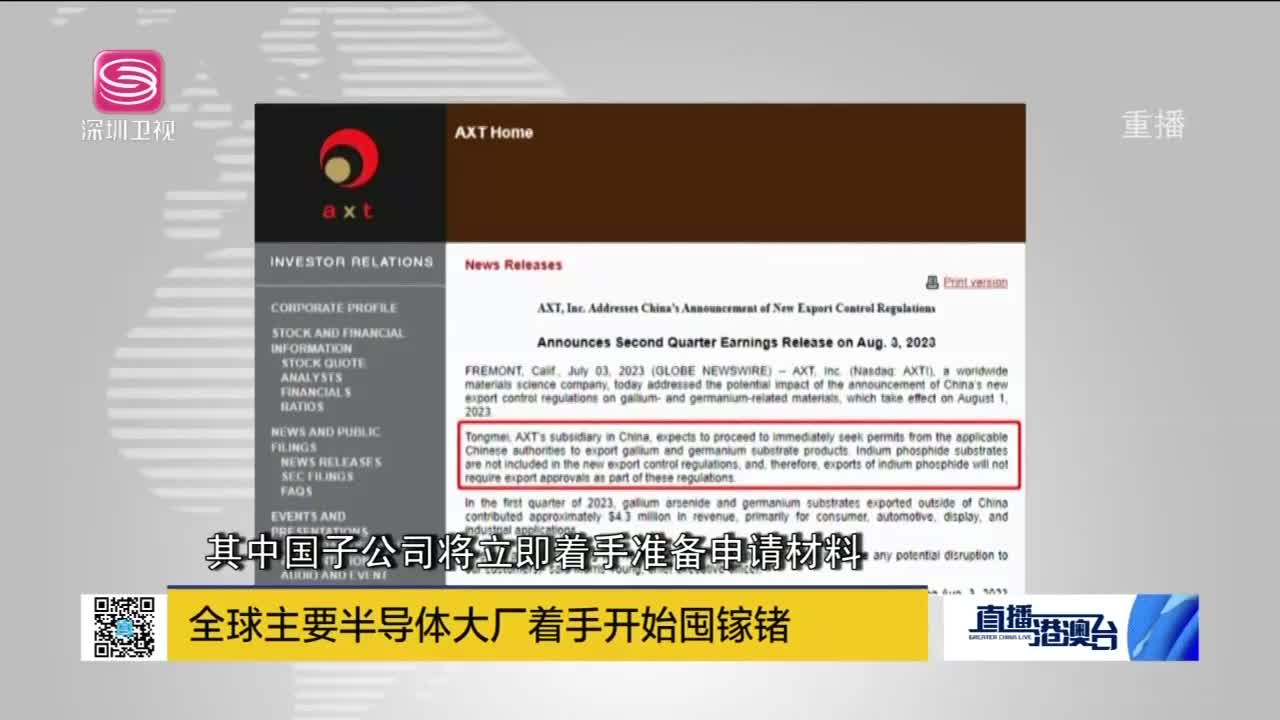 深圳卫视
重播
axt
AXT Home
INVESTOR RELATIONS
CORPORATE PROFILE
STOCK AND FINANCIAL
INFORMATION
STOCK QUOTE
ANALYSTS
FINANCIALS
RATIOS
NEWS AND PUBLIC
FILINGS
NEWS RELEASES
SEC FILINGS
FAQS
EVENTS AND
PRESENTATIONS
AUDIO AND EVENT
News Releases
Print version
AXT, Inc. Addresses China's Announcement of New Export Control Regulations
Announces Second Quarter Earnings Release on Aug. 3, 2023
FREMONT, Calif., July 03, 2023 (GLOBE NEWSWIRE) -- AXT, Inc. (Nasdaq: AXTI), a worldwide
materials science company, today addressed the potential impact of the announcement of China's new
export control regulations on gallium- and germanium-related materials, which take effect on August 1,
2023.
Tongmei, AXT's subsidiary in China, expects to proceed to immediately seek permits from the applicable
Chinese authorities to export gallium and germanium substrate products. Indium phosphide substrates
are not included in the new export control regulations, and, therefore, exports of indium phosphide will not
require export approvals as part of these regulations.
In the first quarter of 2023, gallium arsenide and germanium substrates exported outside of China
contributed approximately $4.3 million in revenue, primarily for consumer, automotive, display, and
industrial applications.
any potential disruption to
其中国子公司将立即着手准备申请材料
全球主要半导体大厂着手开始囤镓锗
直播港澳台
GREATER CHINA LIVE